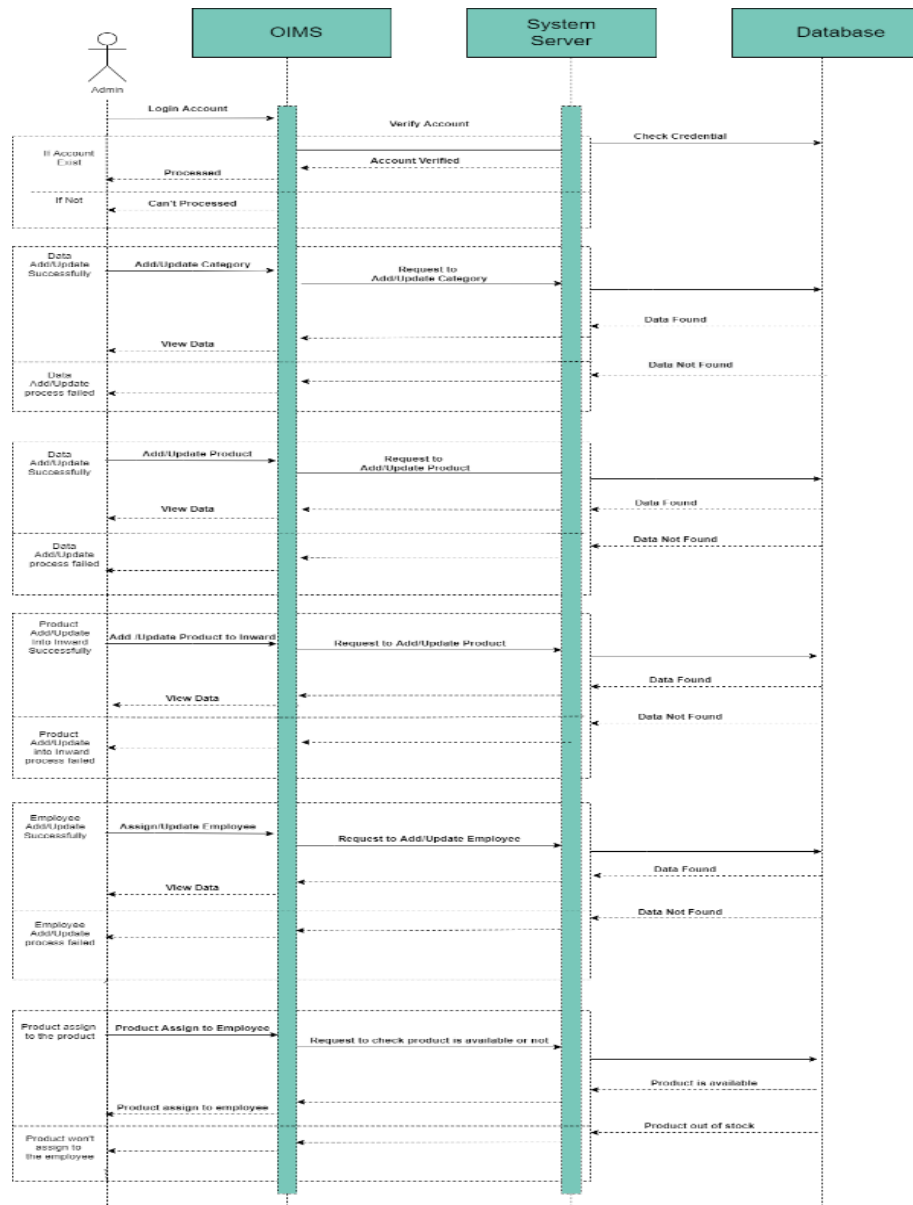 OIMS
System
Server
Database
Admin
Login Account
Verify Account
Check Credential
If Account
Exist
Account Verified
Processed
If Not
Can't Processed
Data
Add/Update
Successfully
Add/Update Category
Request to
Add/Update Category
Data Found
View Data
Data Not Found
Data
Add/Update
process failed
Data
Add/Update
Successfully
Add/Update Product
Request to
Add/Update Product
Data Found
View Data
Data Not Found
Data
Add/Update
process failed
Product
Add/Update
Into Inward
Successfully
Add /Update Product to Inward
Request to Add/Update Product
Data Found
View Data
Data Not Found
Product
Add/Update
into Inward
process failed
Employee
Add/Update
Successfully
Assign/Update Employee
Request to Add/Update Employee
Data Found
View Data
Data Not Found
Employee
Add/Update
process failed
Product assign
to the product
Product Assign to Employee
Request to check product is available or not
Product is available
Product assign to employee
Product out of stock
Product won't
assign to
the employee